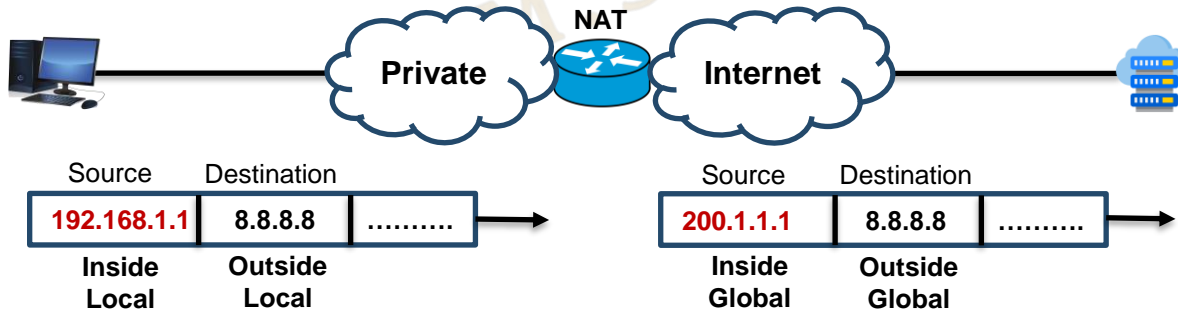 NAT
Private
Internet
Source Destination
192.168.1.1 8.8.8.8 ..........
Inside Local
Outside Local
Source Destination
200.1.1.1 8.8.8.8 ..........
Inside Global
Outside Global